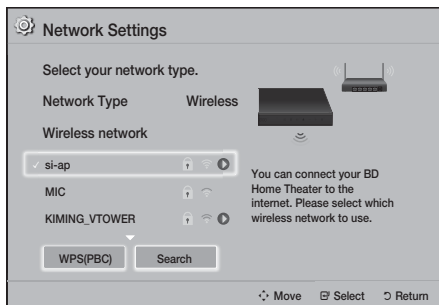 Network Settings
Select your network type.
Network Type Wireless
Wireless network
si-ap
MIC
KIMING_VTOWER
WPS(PBC) Search
You can connect your BD
Home Theater to the
internet. Please select which
wireless network to use.
Move Select Return